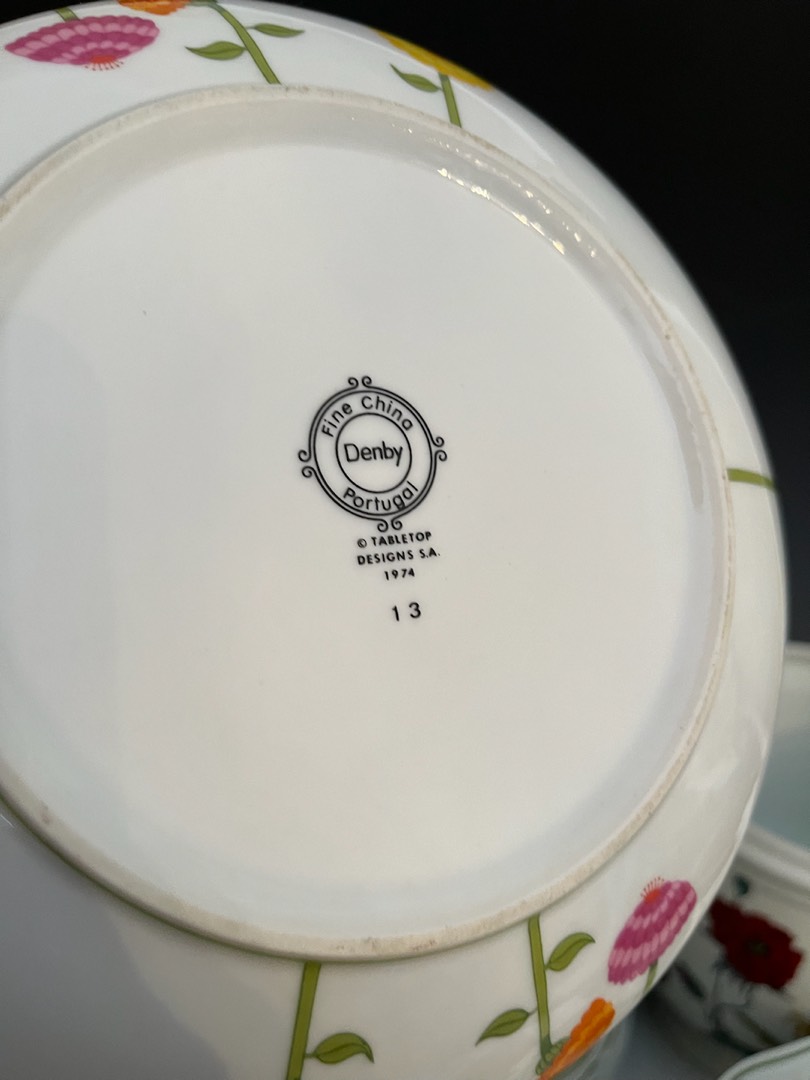 Fine China
Denby
Portugal
© TABLETOP
DESIGNS S.A.
1974
13